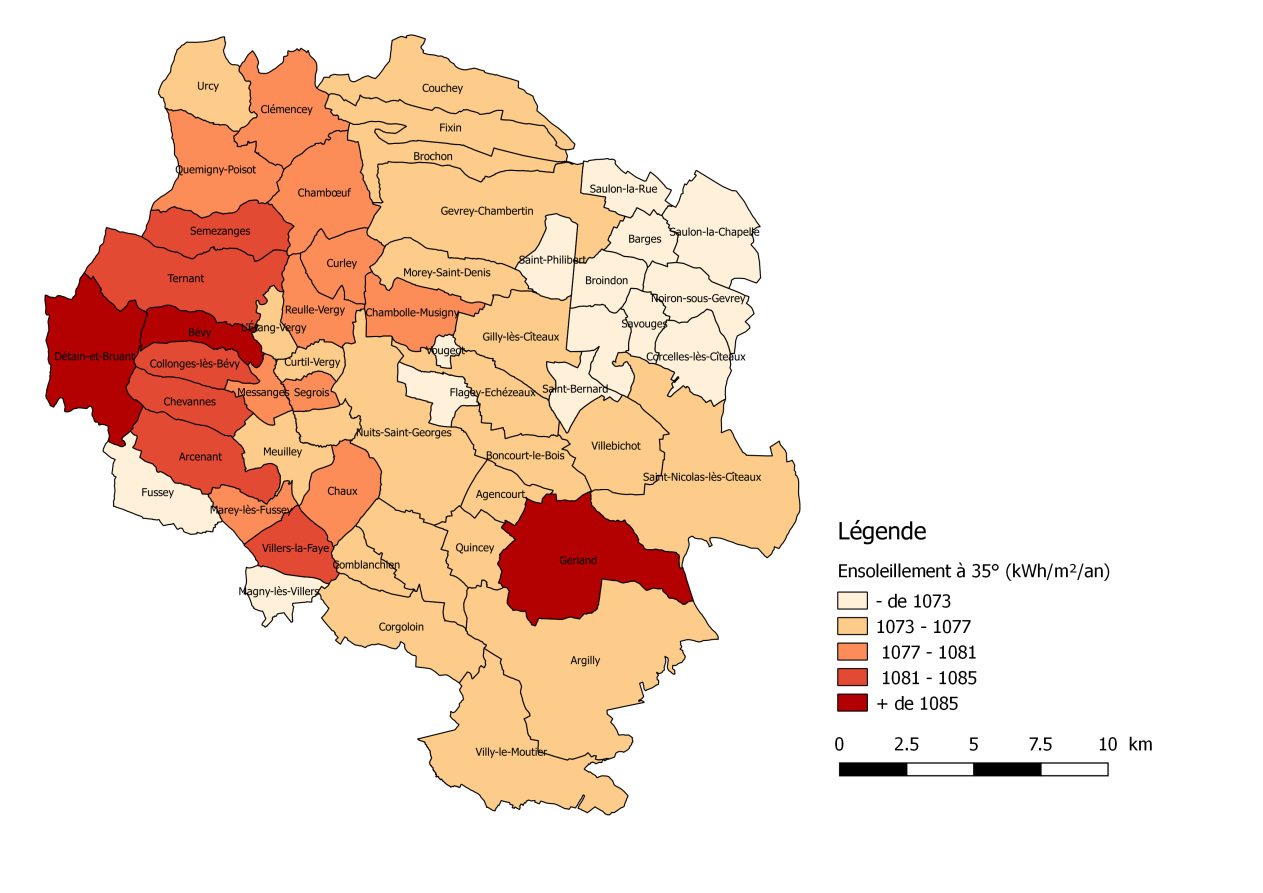 Urcy
Couchey
Clémencey
Fixin
Brochon
Quemigny-Poisot
Chambœuf
Saulon-la-Rue
Gevrey-Chambertin
Semezanges
Barges
Saulon-la-Chapelle
Saint-Philibert
Curley
Morey-Saint-Denis
Ternant
Broindon
Noiron-sous-Gevrey
Reulle-Vergy
Chambolle-Musigny
L'Étang-Vergy
Bévy
Savouges
Gilly-lès-Cîteaux
Vougeot
Détain-et-Bruant
Corcelles-lès-Cîteaux
Collonges-lès-Bévy
Curtil-Vergy
Messanges
Segrois
Flagey-Echézeaux
Saint-Bernard
Chevannes
Nuits-Saint-Georges
Villebichot
Meuilley
Boncourt-le-Bois
Arcenant
Saint-Nicolas-lès-Cîteaux
Fussey
Chaux
Agencourt
Marey-lès-Fussey
Villers-la-Faye
Quincey
Comblanchien
Gerland
Magny-lès-Villers
Corgoloin
Argilly
Villy-le-Moutier
Légende
Ensoleillement à 35° (kWh/m²/an)
- de 1073
1073 - 1077
1077 - 1081
1081 - 1085
+ de 1085
0 2.5 5 7.5 10 km